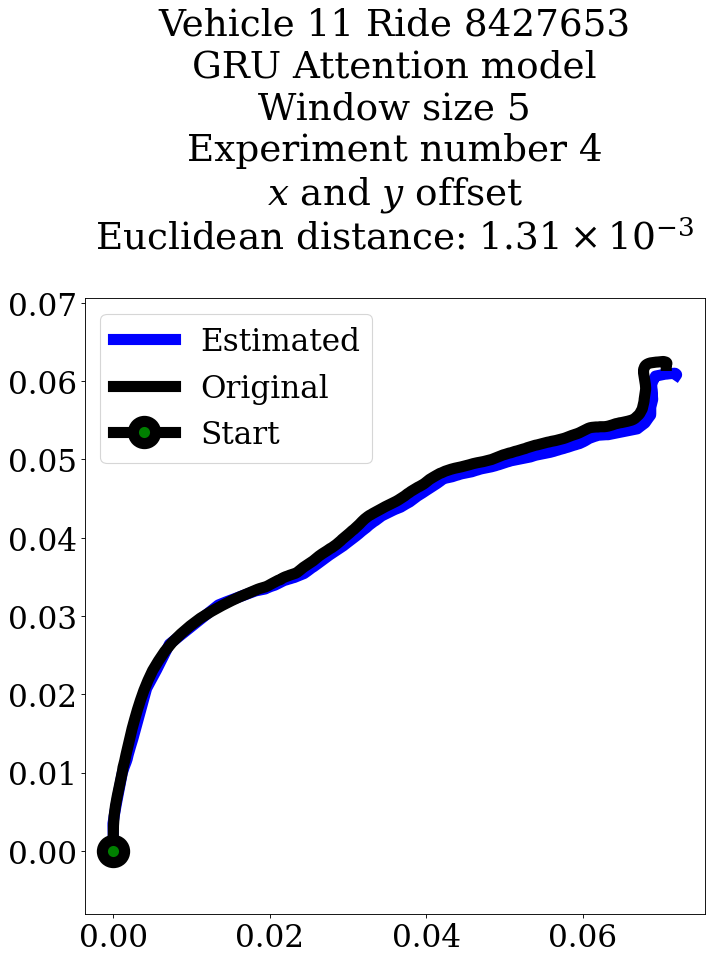 Vehicle 11 Ride 8427653
GRU Attention model
Window size 5
Experiment number 4
x and y offset
Euclidean distance: 1.31 × 10⁻³
0.07
0.06
0.05
0.04
0.03
0.02
0.01
0.00
Estimated
Original
Start
0.00 0.02 0.04 0.06